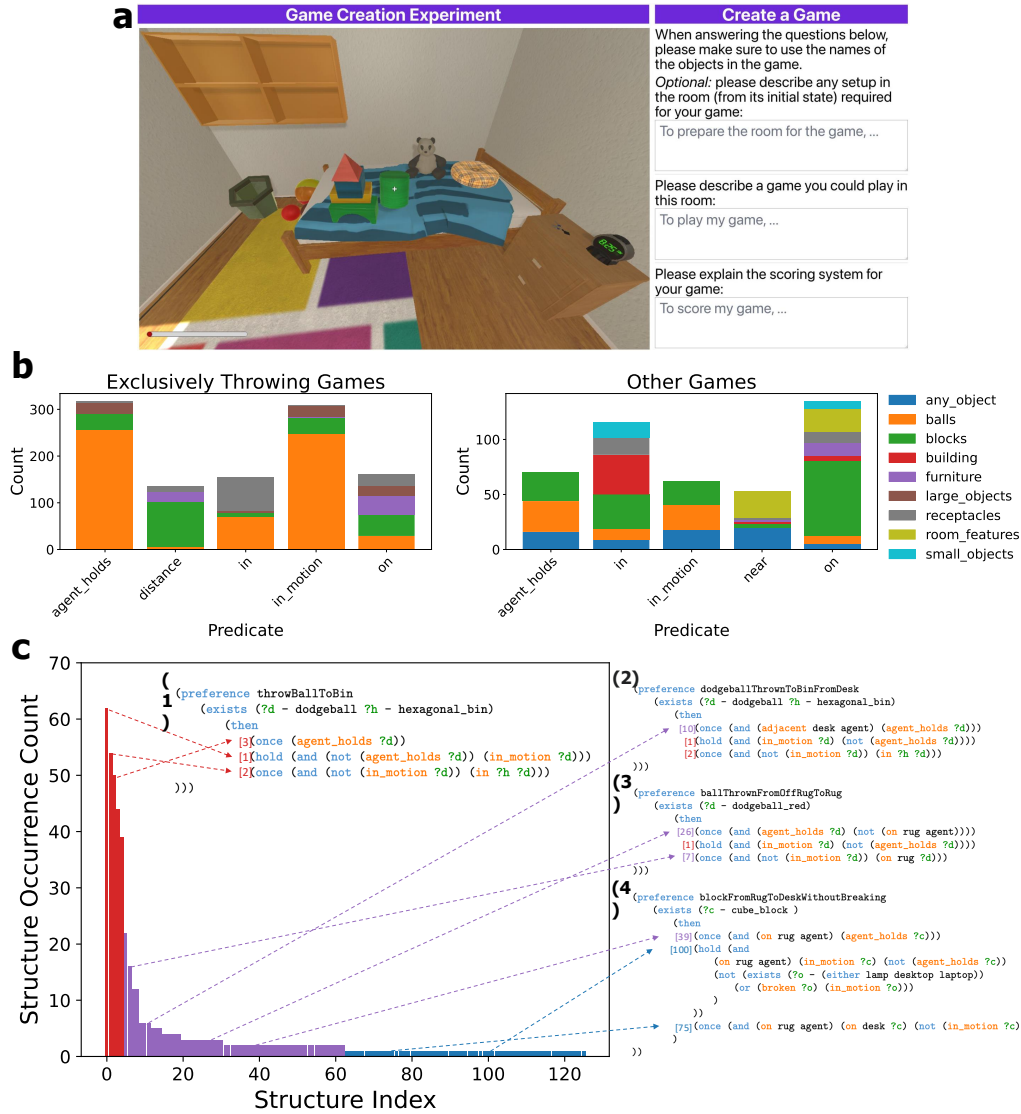 a
Game Creation Experiment
Create a Game
When answering the questions below,
please make sure to use the names of
the objects in the game.
Optional: please describe any setup in
the room (from its initial state) required
for your game:
To prepare the room for the game, ...
Please describe a game you could play in
this room:
To play my game, ...
Please explain the scoring system for
your game:
To score my game, ...
8:25
b
Exclusively Throwing Games
Count
300
200
100
0
agent_holds
distance
in
in_motion
on
Predicate
Other Games
Count
100
50
0
agent_holds
in
in_motion
near
on
Predicate
any_object
balls
blocks
building
furniture
large_objects
receptacles
room_features
small_objects
c
Structure Occurrence Count
70
60
50
40
30
20
10
0
0
20
40
60
80
100
120
Structure Index
(
1
)
(preference throwBallToBin
(exists (?d - dodgeball ?h - hexagonal_bin)
(then
[3](once (agent_holds ?d))
[1](hold (and (not (agent_holds ?d)) (in_motion ?d)))
[2](once (and (not (in_motion ?d)) (in ?h ?d)))
)))
(2)
(preference dodgeballThrownToBinFromDesk
(exists (?d - dodgeball ?h - hexagonal_bin)
(then
[10](once (and (adjacent desk agent) (agent_holds ?d)))
[1](hold (and (in_motion ?d) (not (agent_holds ?d))))
[2](once (and (not (in_motion ?d)) (in ?h ?d)))
)))
(3
)
(preference ballThrownFromOffRugToRug
(exists (?d - dodgeball_red)
(then
[26](once (and (agent_holds ?d) (not (on rug agent))))
[1](hold (and (in_motion ?d) (not (agent_holds ?d))))
[7](once (and (not (in_motion ?d)) (on rug ?d)))
)))
(4
)
(preference blockFromRugToDeskWithoutBreaking
(exists (?c - cube_block )
(then
[39](once (and (on rug agent) (agent_holds ?c)))
[100](hold (and
(on rug agent) (in_motion ?c) (not (agent_holds ?c))
(not (exists (?o - (either lamp desktop laptop))
(or (broken ?o) (in_motion ?o)))
)
))
[75](once (and (on rug agent) (on desk ?c) (not (in_motion ?c)
)
))